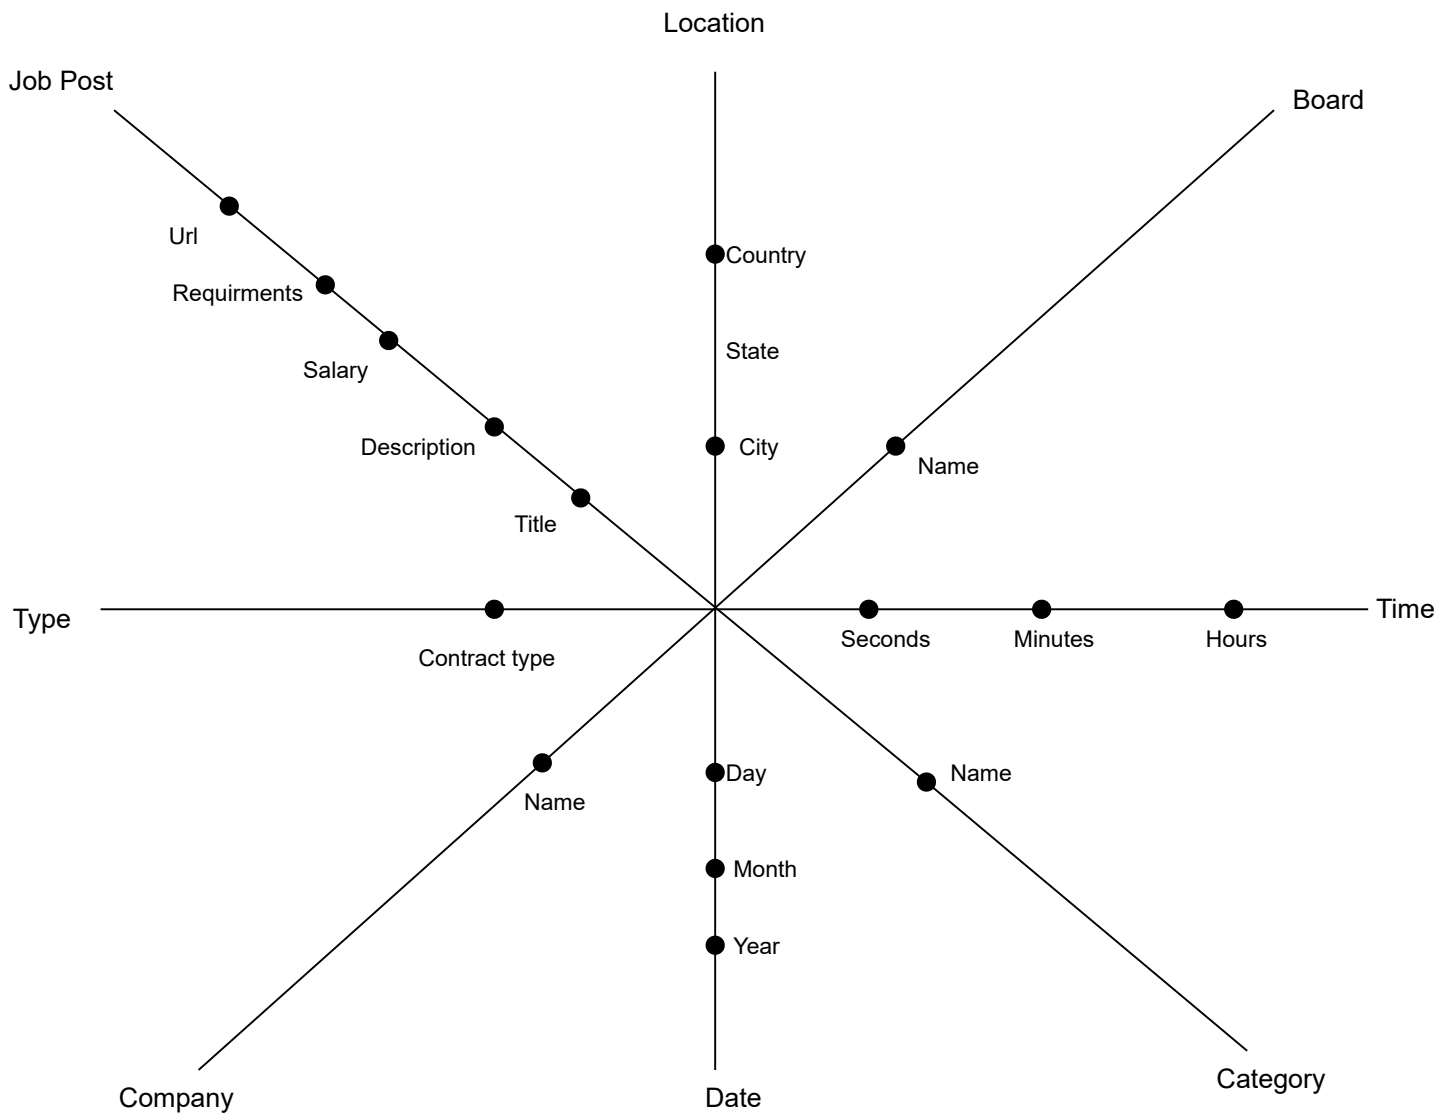 Location
Job Post
Board
Url
Country
Requirments
State
Salary
Description
City
Name
Title
Type
Time
Seconds
Minutes
Hours
Contract type
Day
Name
Name
Month
Year
Company
Date
Category